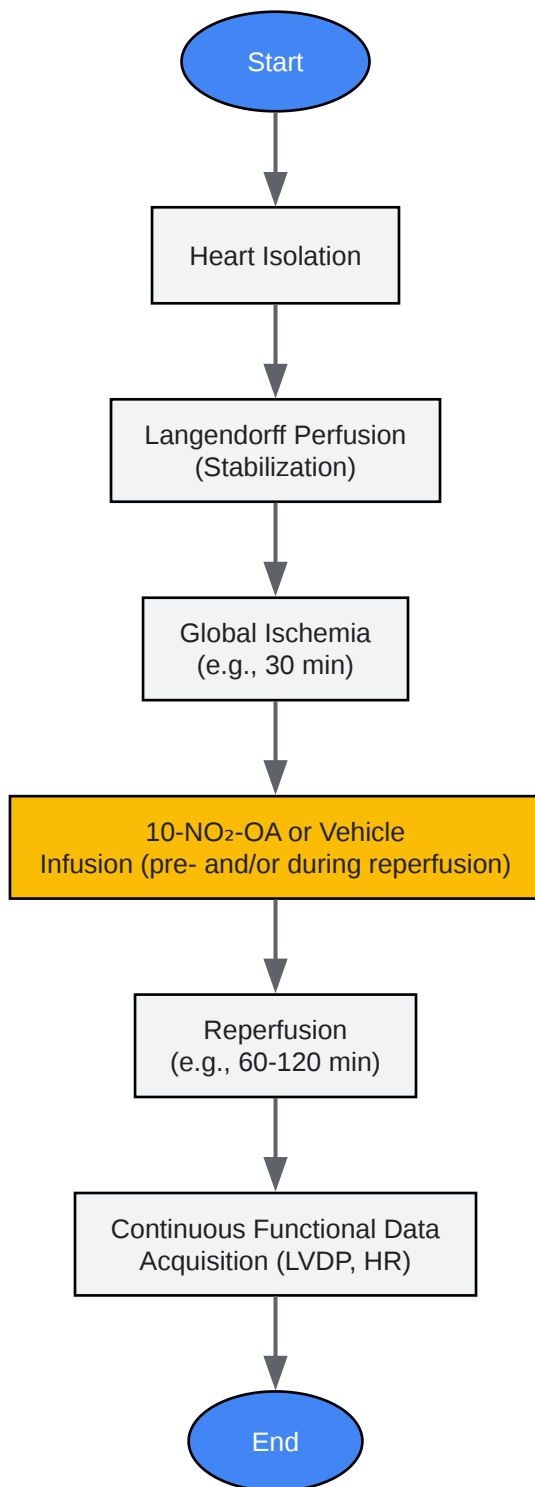 Start
Heart Isolation
Langendorff Perfusion
(Stabilization)
Global Ischemia
(e.g., 30 min)
10-NO₂-OA or Vehicle
Infusion (pre- and/or during reperfusion)
Reperfusion
(e.g., 60-120 min)
Continuous Functional Data
Acquisition (LVDP, HR)
End